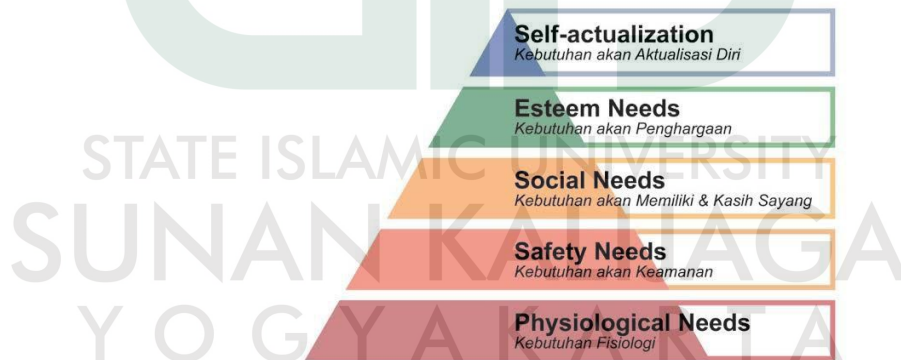 Self-actualization
Kebutuhan akan Aktualisasi Diri
Esteem Needs
Kebutuhan akan Penghargaan
STATE ISLAMIC UNIVERSITY
Social Needs
Kebutuhan akan Memiliki & Kasih Sayang
SUNAN KALIJAGA
Safety Needs
Kebutuhan akan Keamanan
YOGYAKARTA
Physiological Needs
Kebutuhan Fisiologi